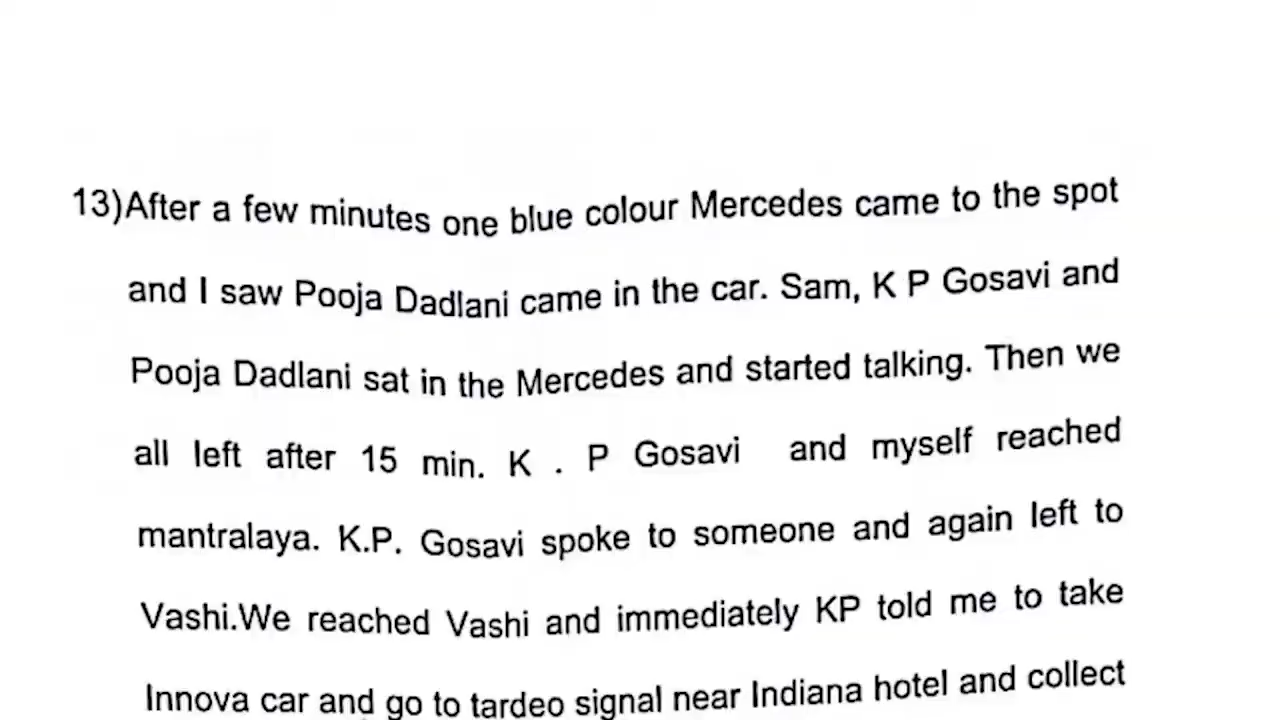 13)After a few minutes one blue colour Mercedes came to the spot
and I saw Pooja Dadlani came in the car. Sam, K P Gosavi and
Pooja Dadlani sat in the Mercedes and started talking. Then we
all left after 15 min. K . P Gosavi and myself reached
mantralaya. K.P. Gosavi spoke to someone and again left to
Vashi.We reached Vashi and immediately KP told me to take
Innova car and go to tardeo signal near Indiana hotel and collect